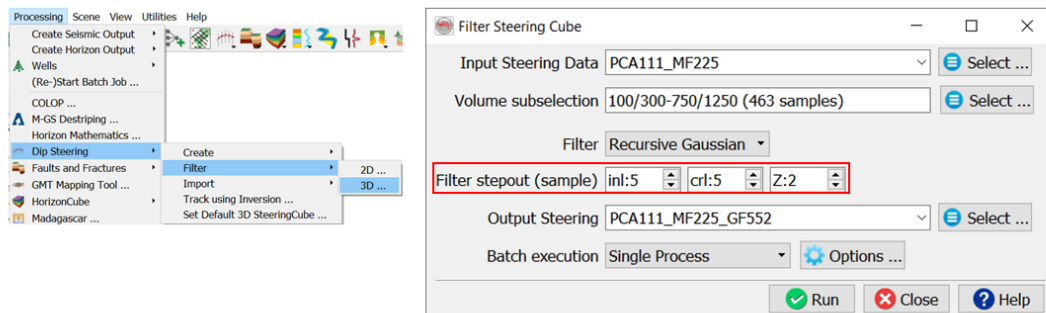 Processing Scene View Utilities Help
Create Seismic Output
Create Horizon Output
Wells
(Re-)Start Batch Job ...
COLOP ...
M-GS Destriping ...
Horizon Mathematics ...
Dip Steering
Faults and Fractures
GMT Mapping Tool ...
HorizonCube
Madagascar ...
Create
Filter
Import
Track using Inversion ...
Set Default 3D SteeringCube ...
2D ...
3D ...
Filter Steering Cube
Input Steering Data PCA111_MF225 Select ...
Volume subselection 100/300-750/1250 (463 samples) Select ...
Filter Recursive Gaussian
Filter stepout (sample) inl:5 crl:5 Z:2
Output Steering PCA111_MF225_GF552 Select ...
Batch execution Single Process Options ...
Run Close Help